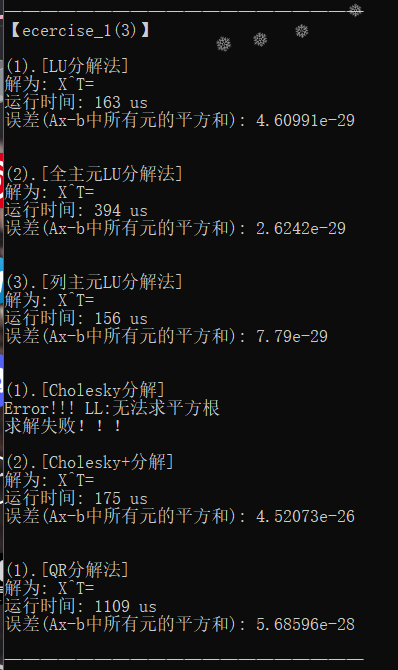 【ecercise_1(3)】
(1).[LU分解法]
解为: X^T=
运行时间: 163 us
误差(Ax-b中所有元的平方和): 4.60991e-29
(2).[全主元LU分解法]
解为: X^T=
运行时间: 394 us
误差(Ax-b中所有元的平方和): 2.6242e-29
(3).[列主元LU分解法]
解为: X^T=
运行时间: 156 us
误差(Ax-b中所有元的平方和): 7.79e-29
(1).[Cholesky分解]
Error!!! LL:无法求平方根
求解失败！！！
(2).[Cholesky+分解]
解为: X^T=
运行时间: 175 us
误差(Ax-b中所有元的平方和): 4.52073e-26
(1).[QR分解法]
解为: X^T=
运行时间: 1109 us
误差(Ax-b中所有元的平方和): 5.68596e-28